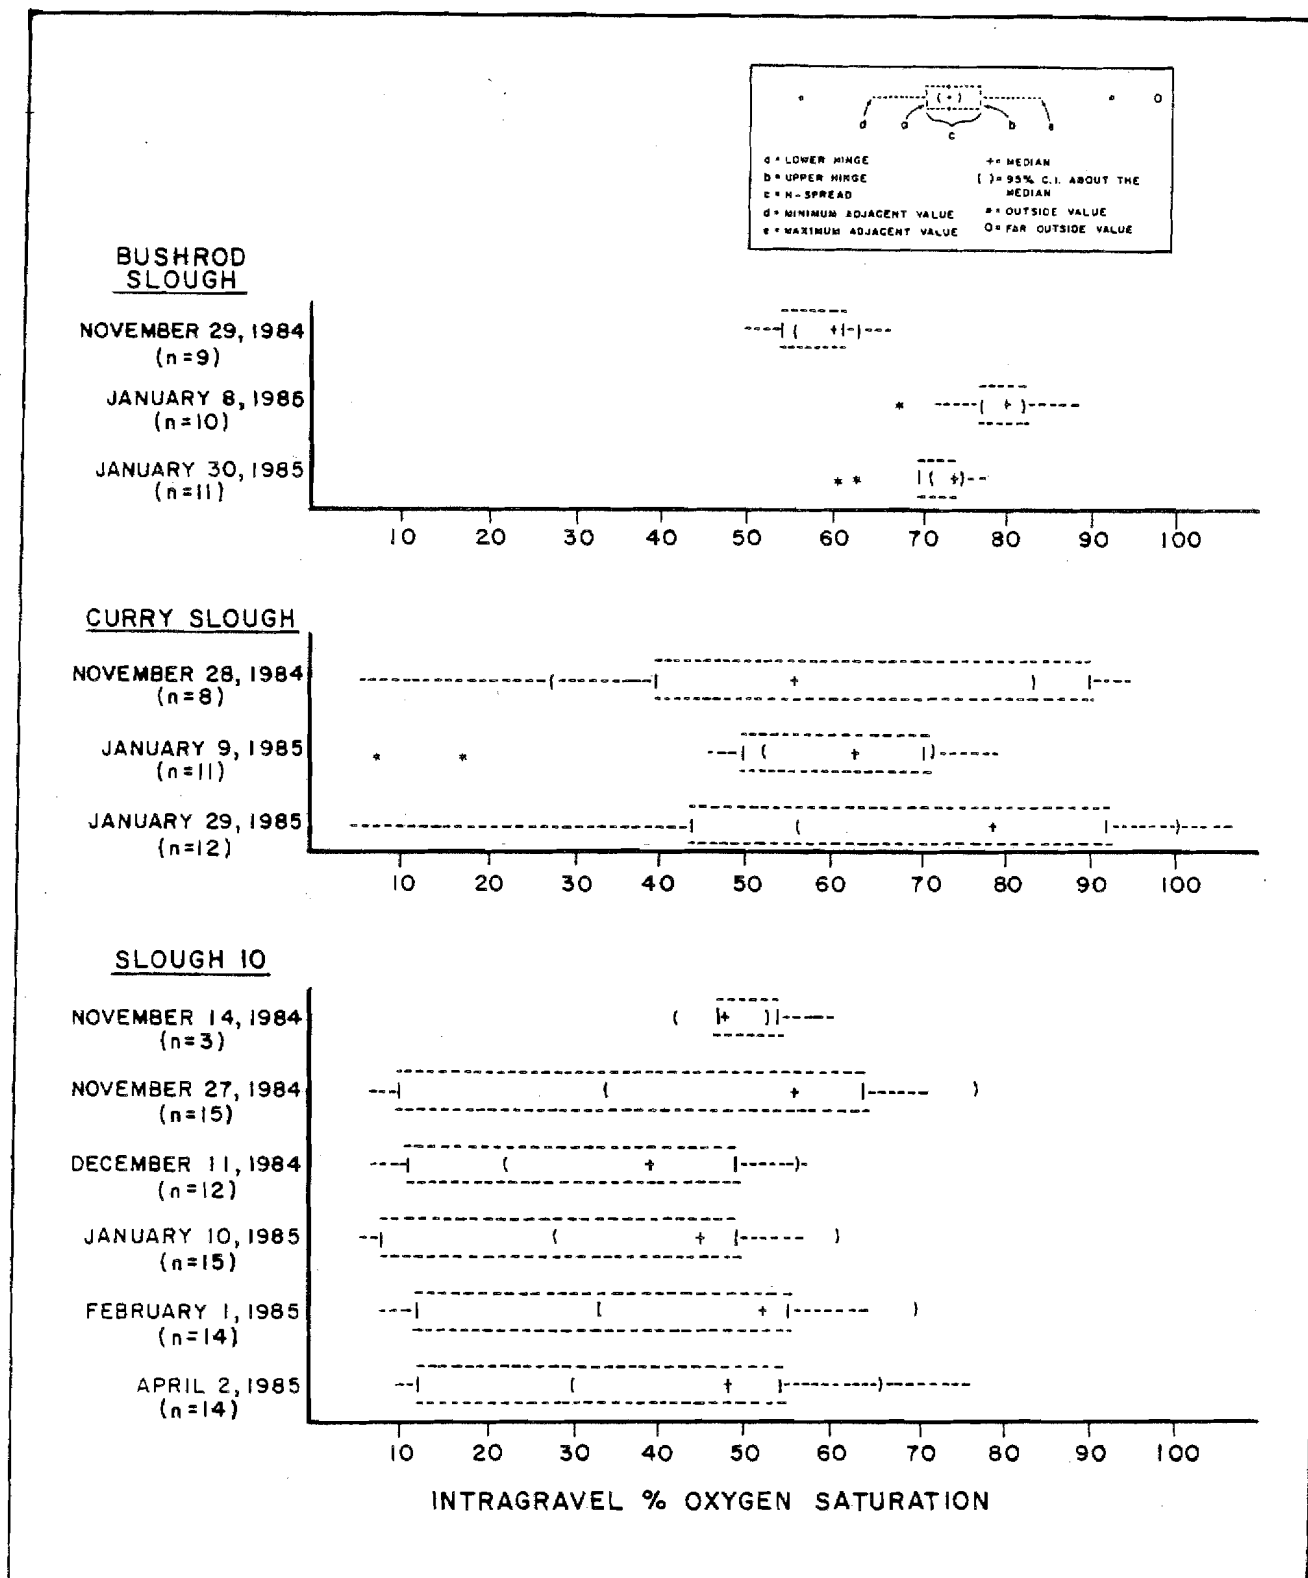 d a c b e
a = LOWER HINGE
b = UPPER HINGE
c = H-SPREAD
d = MINIMUM ADJACENT VALUE
e = MAXIMUM ADJACENT VALUE
+ = MEDIAN
( ) = 95% C.I. ABOUT THE
MEDIAN
* = OUTSIDE VALUE
O = FAR OUTSIDE VALUE
BUSHROD
SLOUGH
NOVEMBER 29, 1984
(n=9)
JANUARY 8, 1985
(n=10)
JANUARY 30, 1985
(n=11)
10 20 30 40 50 60 70 80 90 100
CURRY SLOUGH
NOVEMBER 28, 1984
(n=8)
JANUARY 9, 1985
(n=11)
JANUARY 29, 1985
(n=12)
10 20 30 40 50 60 70 80 90 100
SLOUGH 10
NOVEMBER 14, 1984
(n=3)
NOVEMBER 27, 1984
(n=15)
DECEMBER 11, 1984
(n=12)
JANUARY 10, 1985
(n=15)
FEBRUARY 1, 1985
(n=14)
APRIL 2, 1985
(n=14)
10 20 30 40 50 60 70 80 90 100
INTRAGRAVEL % OXYGEN SATURATION